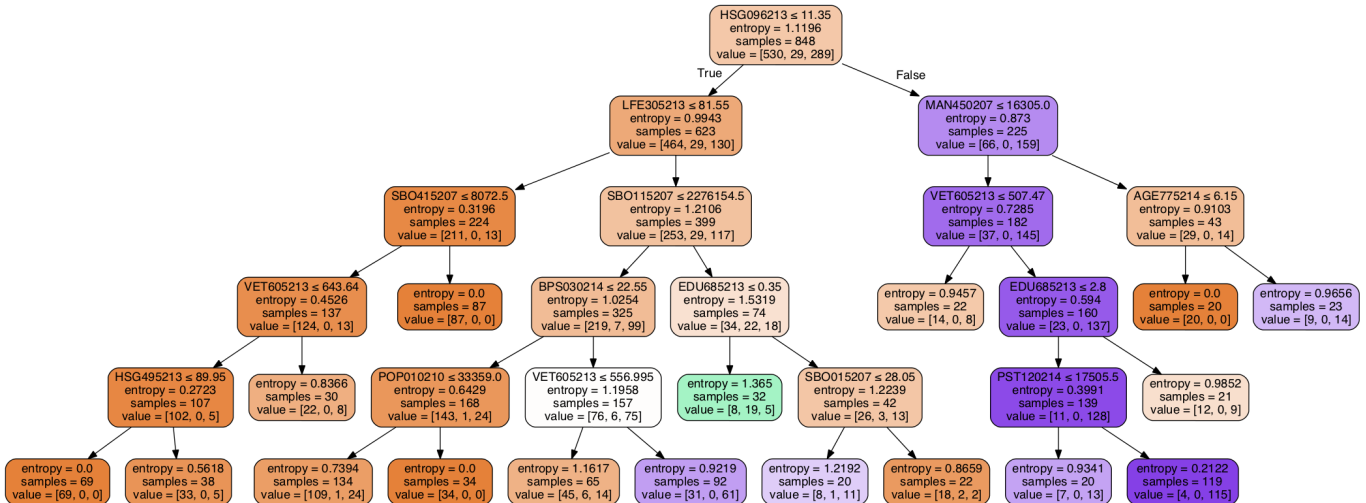 HSG096213 ≤ 11.35
entropy = 1.1196
samples = 848
value = [530, 29, 289]
True
False
LFE305213 ≤ 81.55
entropy = 0.9943
samples = 623
value = [464, 29, 130]
MAN450207 ≤ 16305.0
entropy = 0.873
samples = 225
value = [66, 0, 159]
SBO415207 ≤ 8072.5
entropy = 0.3196
samples = 224
value = [211, 0, 13]
SBO115207 ≤ 2276154.5
entropy = 1.2106
samples = 399
value = [253, 29, 117]
VET605213 ≤ 507.47
entropy = 0.7285
samples = 182
value = [37, 0, 145]
AGE775214 ≤ 6.15
entropy = 0.9103
samples = 43
value = [29, 0, 14]
VET605213 ≤ 643.64
entropy = 0.4526
samples = 137
value = [124, 0, 13]
entropy = 0.0
samples = 87
value = [87, 0, 0]
BPS030214 ≤ 22.55
entropy = 1.0254
samples = 325
value = [219, 7, 99]
EDU685213 ≤ 0.35
entropy = 1.5319
samples = 74
value = [34, 22, 18]
entropy = 0.9457
samples = 22
value = [14, 0, 8]
EDU685213 ≤ 2.8
entropy = 0.594
samples = 160
value = [23, 0, 137]
entropy = 0.0
samples = 20
value = [20, 0, 0]
entropy = 0.9656
samples = 23
value = [9, 0, 14]
HSG495213 ≤ 89.95
entropy = 0.2723
samples = 107
value = [102, 0, 5]
entropy = 0.8366
samples = 30
value = [22, 0, 8]
POP010210 ≤ 33359.0
entropy = 0.6429
samples = 168
value = [143, 1, 24]
VET605213 ≤ 556.995
entropy = 1.1958
samples = 157
value = [76, 6, 75]
entropy = 1.365
samples = 32
value = [8, 19, 5]
SBO015207 ≤ 28.05
entropy = 1.2239
samples = 42
value = [26, 3, 13]
PST120214 ≤ 17505.5
entropy = 0.3991
samples = 139
value = [11, 0, 128]
entropy = 0.9852
samples = 21
value = [12, 0, 9]
entropy = 0.0
samples = 69
value = [69, 0, 0]
entropy = 0.5618
samples = 38
value = [33, 0, 5]
entropy = 0.7394
samples = 134
value = [109, 1, 24]
entropy = 0.0
samples = 34
value = [34, 0, 0]
entropy = 1.1617
samples = 65
value = [45, 6, 14]
entropy = 0.9219
samples = 92
value = [31, 0, 61]
entropy = 1.2192
samples = 20
value = [8, 1, 11]
entropy = 0.8659
samples = 22
value = [18, 2, 2]
entropy = 0.9341
samples = 20
value = [7, 0, 13]
entropy = 0.2122
samples = 119
value = [4, 0, 115]